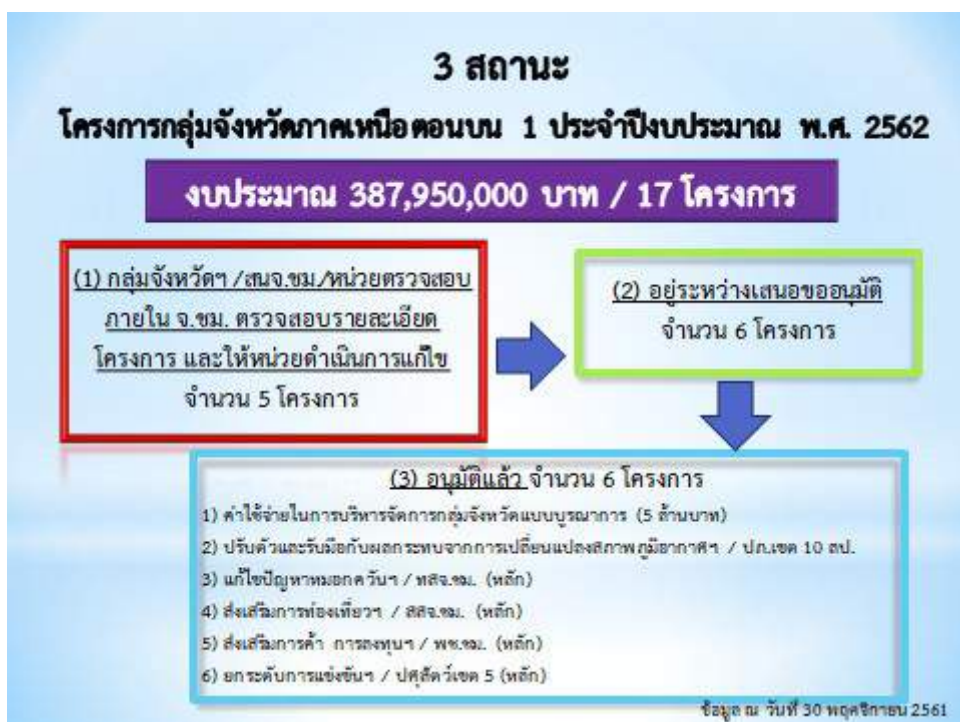 3 สถานะ
โครงการกลุ่มจังหวัดภาคเหนือตอนบน 1 ประจำปีงบประมาณ พ.ศ. 2562
งบประมาณ 387,950,000 บาท / 17 โครงการ
(1) กลุ่มจังหวัดฯ /สนจ.ชม./หน่วยตรวจสอบ
ภายใน จ.ชม. ตรวจสอบรายละเอียด
โครงการ และให้หน่วยดำเนินการแก้ไข
จำนวน 5 โครงการ
(2) อยู่ระหว่างเสนอขออนุมัติ
จำนวน 6 โครงการ
(3) อนุมัติแล้ว จำนวน 6 โครงการ
1) ค่าใช้จ่ายในการบริหารจัดการกลุ่มจังหวัดแบบบูรณาการ (5 ล้านบาท)
2) ปรับตัวและรับมือกับผลกระทบจากการเปลี่ยนแปลงสภาพภูมิอากาศฯ / ปภ.เขต 10 ลป.
3) แก้ไขปัญหาหมอกควันฯ / ทสจ.ชม. (หลัก)
4) ส่งเสริมการท่องเที่ยวฯ / สสจ.ชม. (หลัก)
5) ส่งเสริมการค้า การลงทุนฯ / พช.ชม. (หลัก)
6) ยกระดับการแข่งขันฯ / ปศุสัตว์เขต 5 (หลัก)
ข้อมูล ณ วันที่ 30 พฤศจิกายน 2561